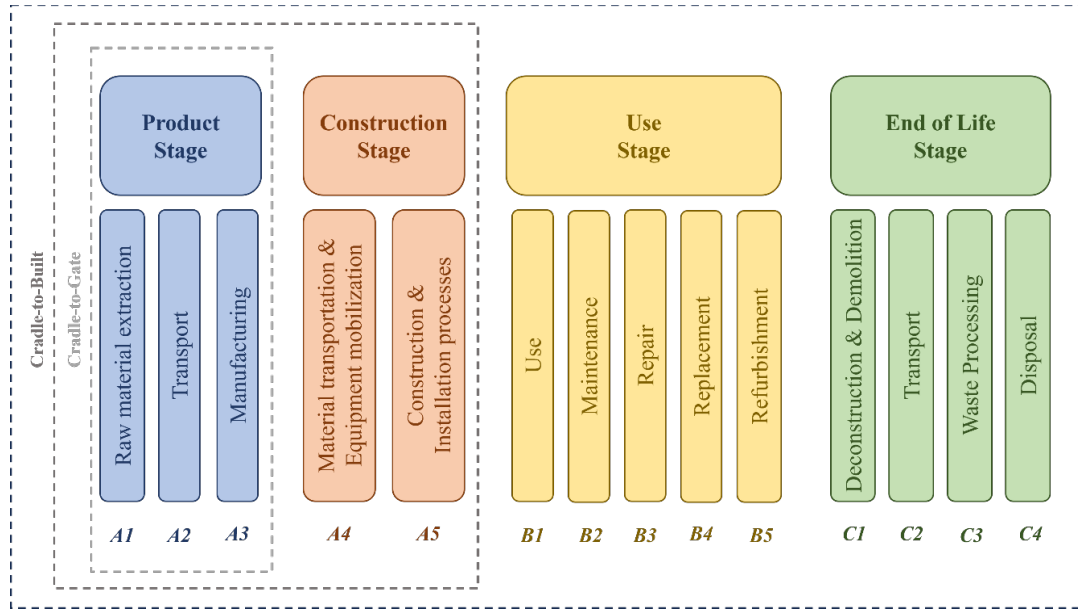 Product
Stage
Construction
Stage
Use
Stage
End of Life
Stage
Cradle-to-Built
Cradle-to-Gate
Raw material extraction
Transport
Manufacturing
Material transportation &
Equipment mobilization
Construction &
Installation processes
Use
Maintenance
Repair
Replacement
Refurbishment
Deconstruction & Demolition
Transport
Waste Processing
Disposal
A1
A2
A3
A4
A5
B1
B2
B3
B4
B5
C1
C2
C3
C4